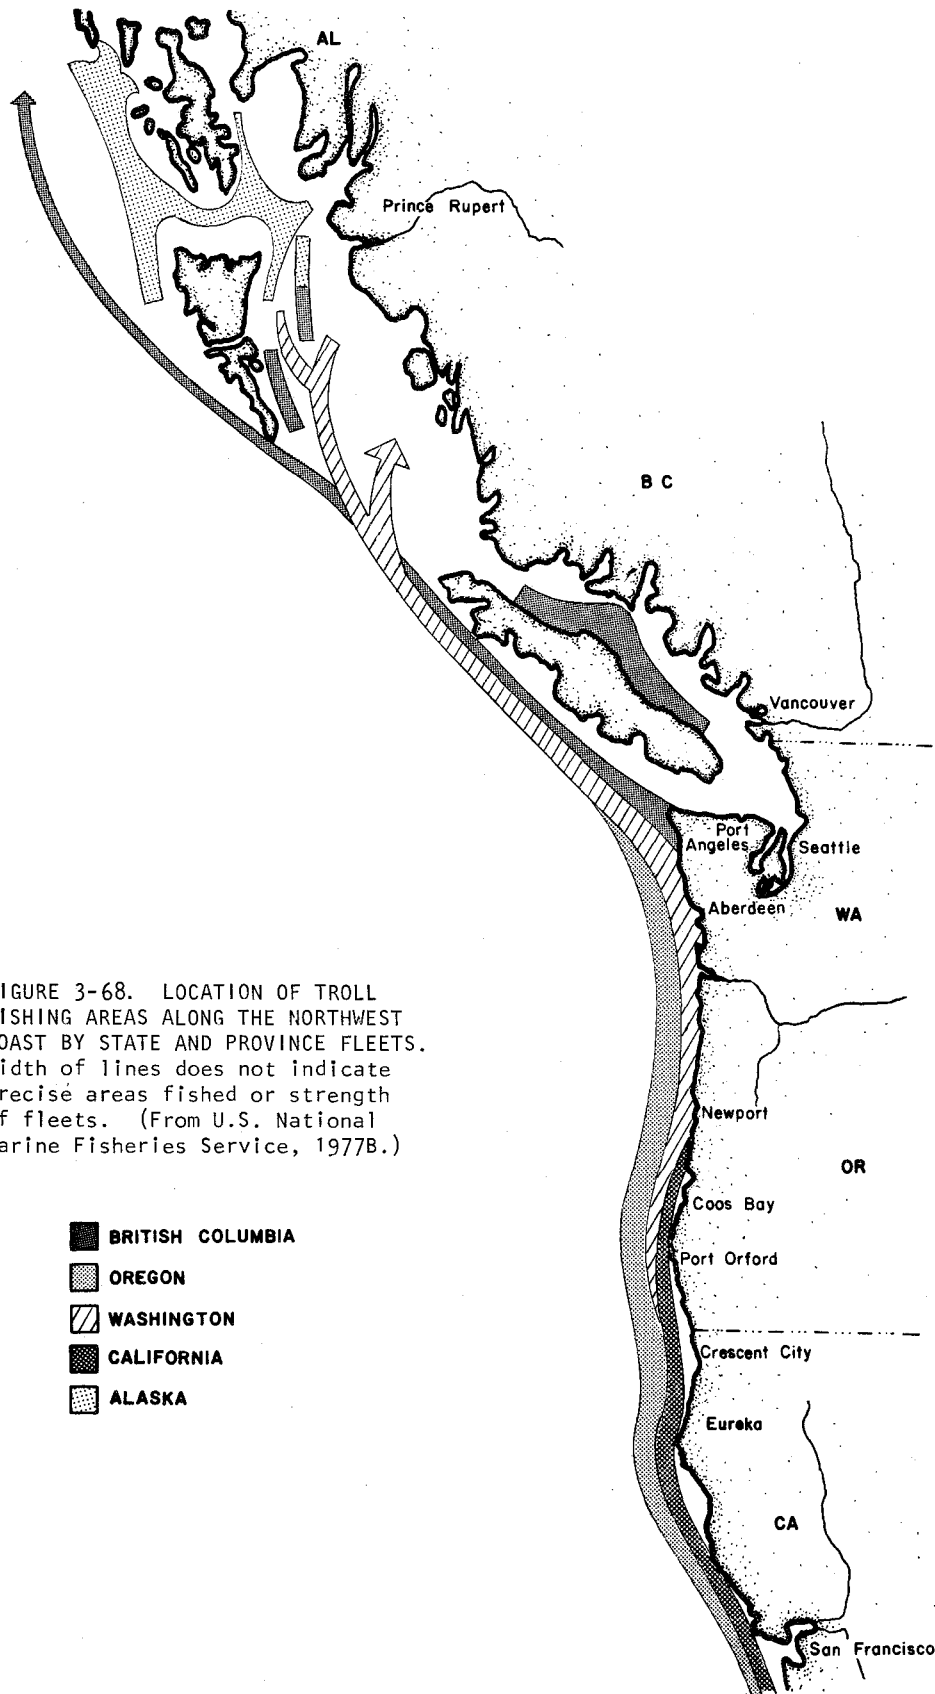 AL
Prince Rupert
B C
Vancouver
Port
Angeles
Seattle
Aberdeen
WA
IGURE 3-68. LOCATION OF TROLL
ISHING AREAS ALONG THE NORTHWEST
OAST BY STATE AND PROVINCE FLEETS.
idth of lines does not indicate
recise areas fished or strength
f fleets. (From U.S. National
arine Fisheries Service, 1977B.)
Newport
OR
Coos Bay
Port Orford
BRITISH COLUMBIA
OREGON
WASHINGTON
CALIFORNIA
ALASKA
Crescent City
Eureka
CA
San Francisco